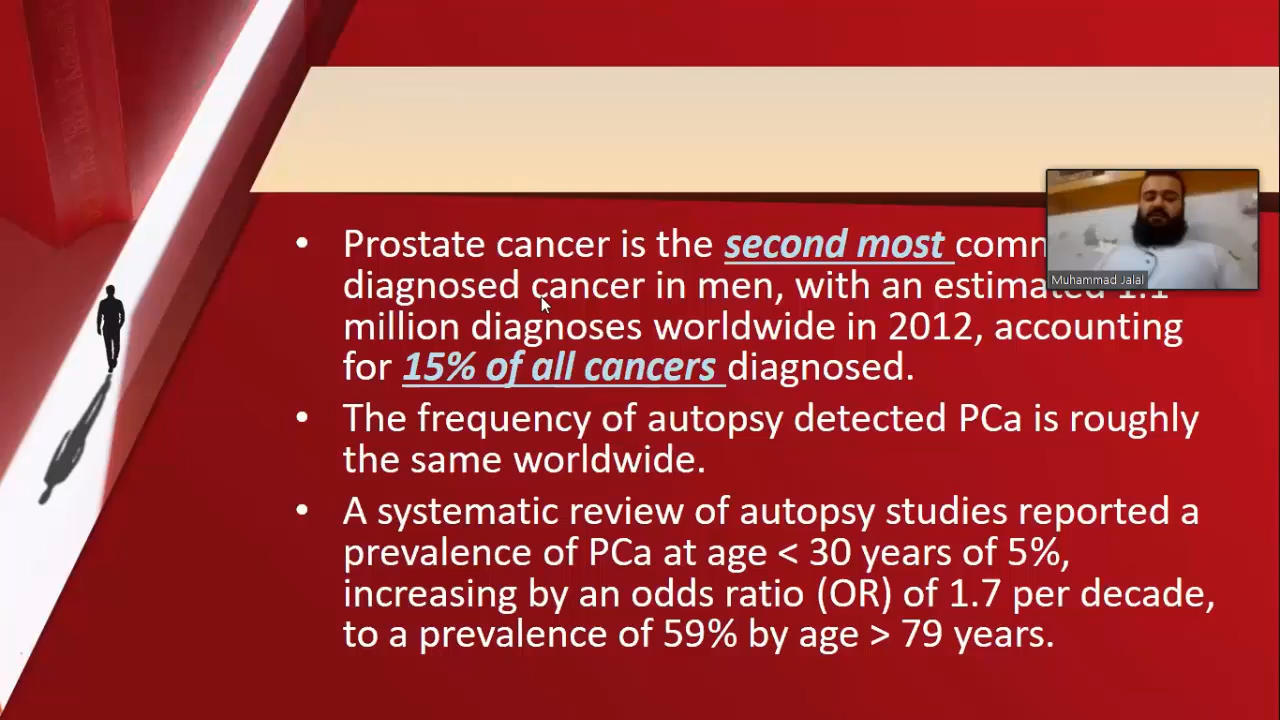 • Prostate cancer is the second most
diagnosed cancer in men, with an estimated 1.1
million diagnoses worldwide in 2012, accounting
for 15% of all cancers diagnosed.
• The frequency of autopsy detected PCa is roughly
the same worldwide.
• A systematic review of autopsy studies reported a
prevalence of PCa at age < 30 years of 5%,
increasing by an odds ratio (OR) of 1.7 per decade,
to a prevalence of 59% by age > 79 years.
Muhammad Jalal